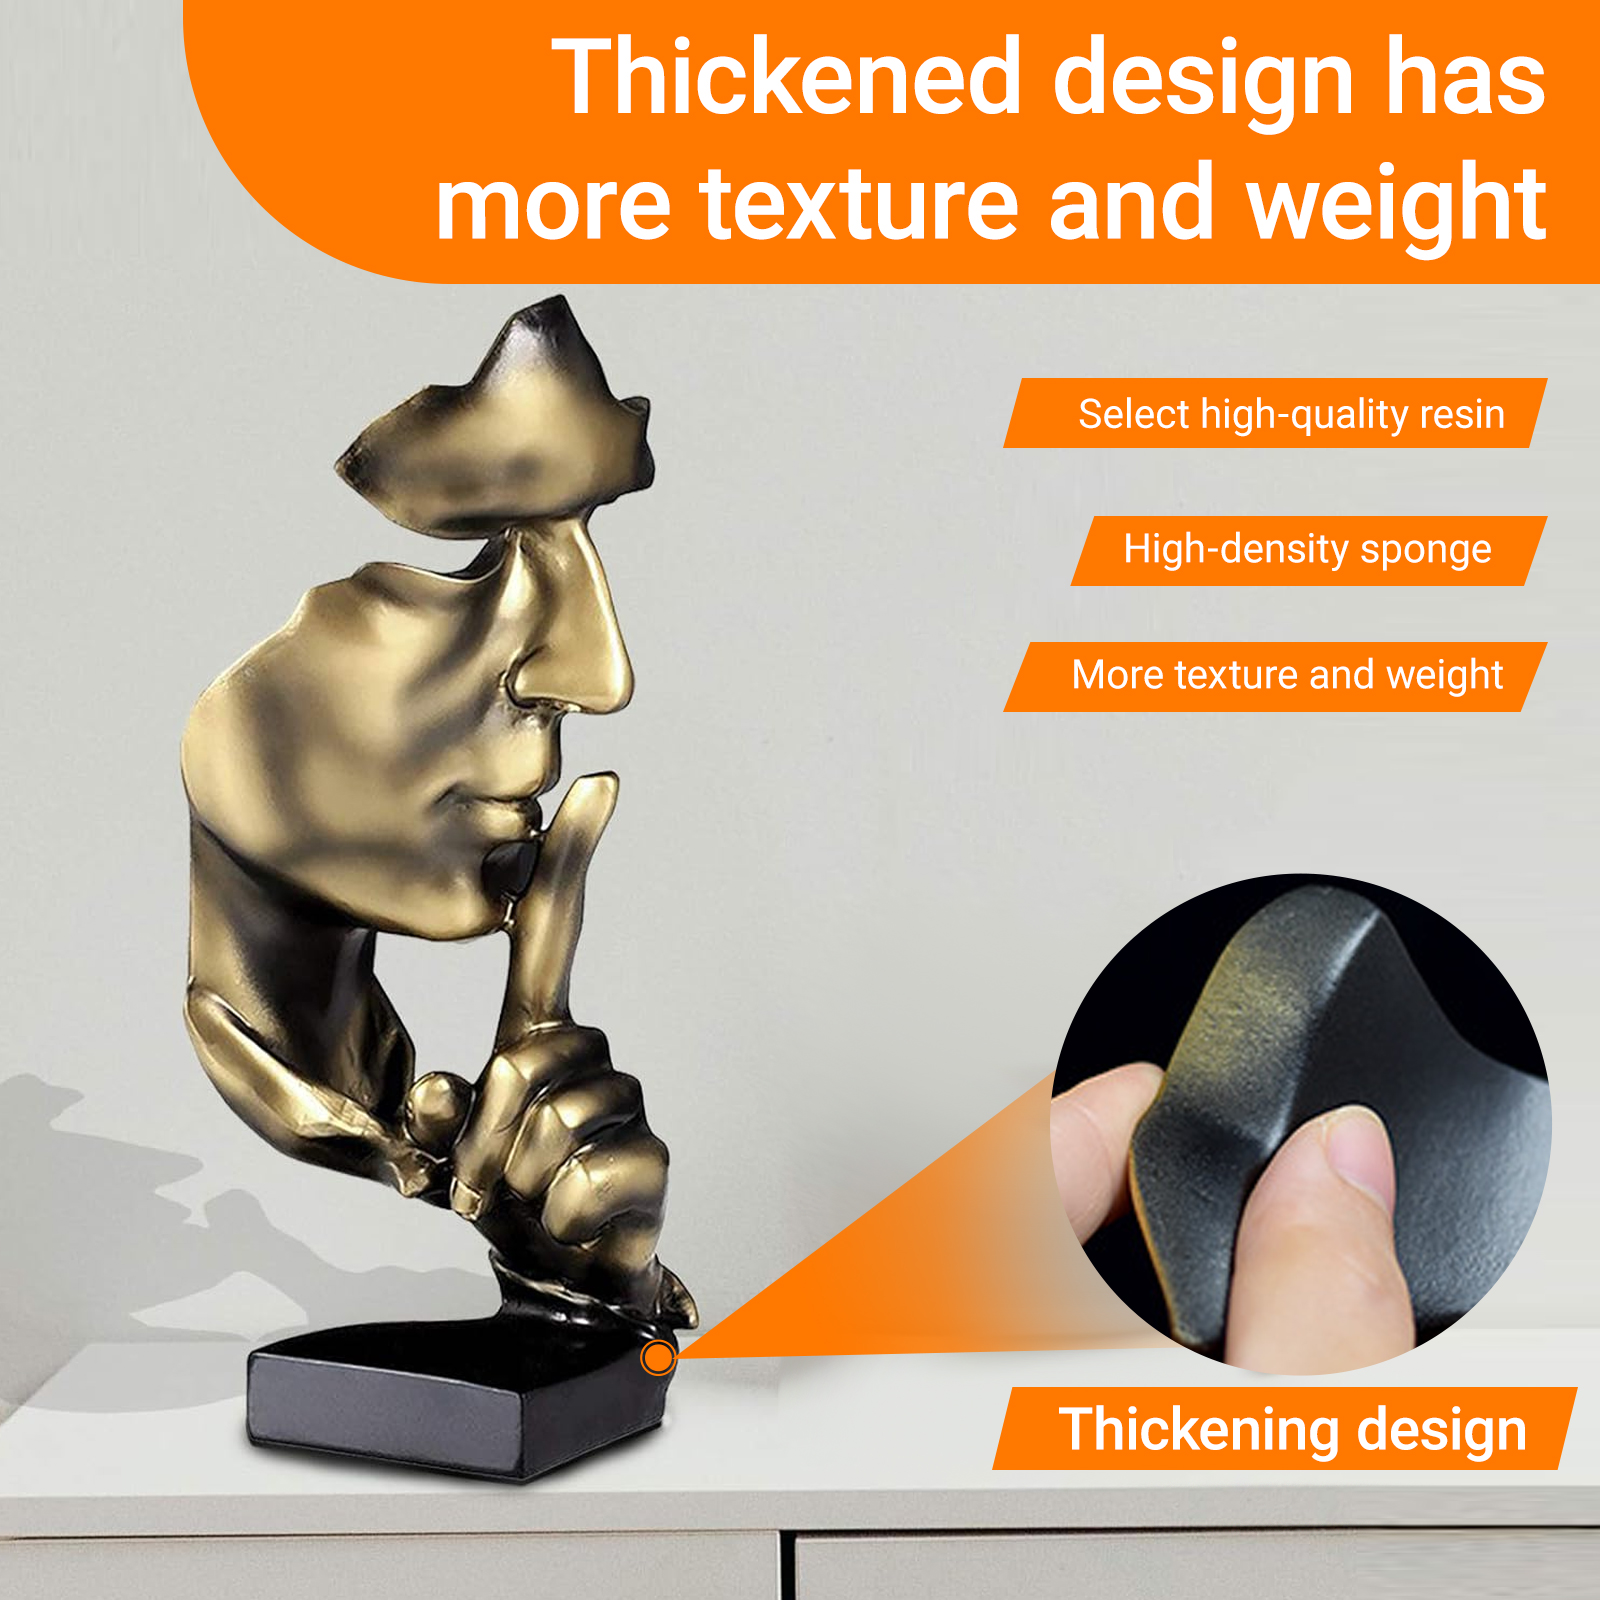 Thickened design has
more texture and weight
Select high-quality resin
High-density sponge
More texture and weight
Thickening design